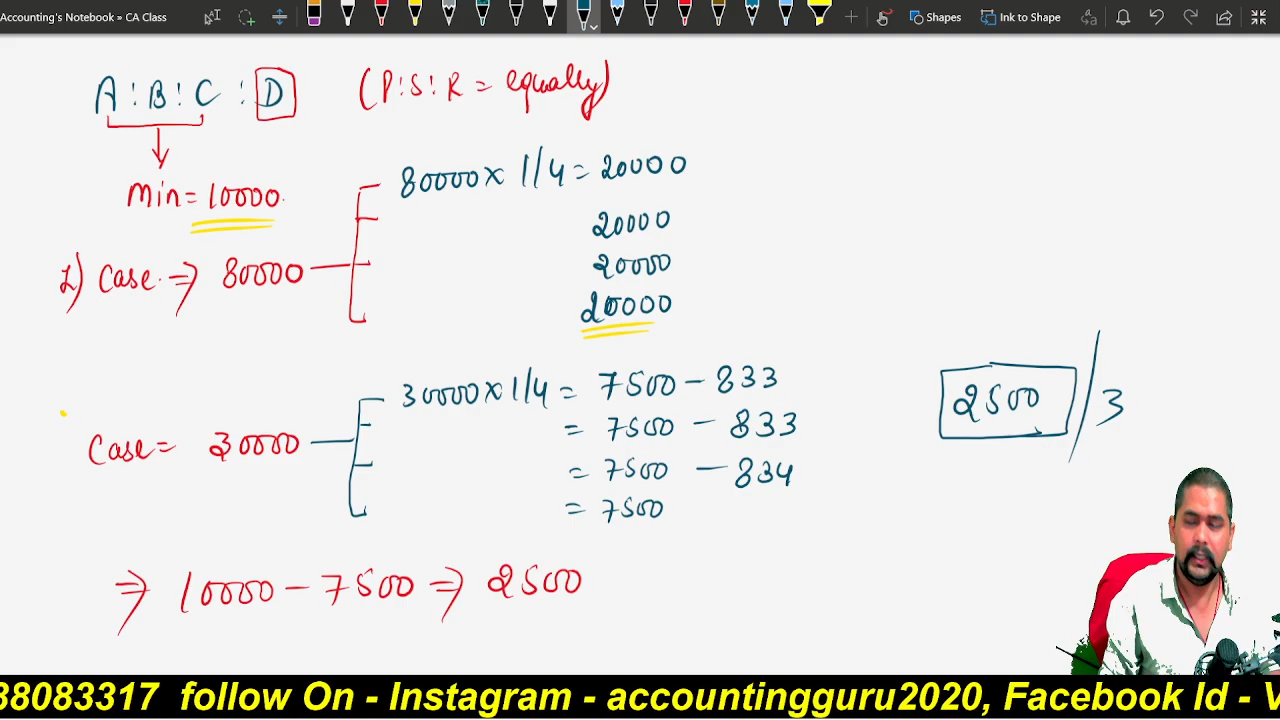 Accounting's Notebook » CA Class
Shapes
Ink to Shape
A : B : C : D
(P:S:R = equally)
Min = 10000
80000 x 1/4 = 20000
20000
20000
20000
1) Case. => 80000
30000 x 1/4 = 7500 - 833
= 7500 - 833
= 7500 - 834
= 7500
Case = 30000
2500 / 3
=> 10000 - 7500 => 2500
38083317 follow On - Instagram - accountingguru2020, Facebook Id - V